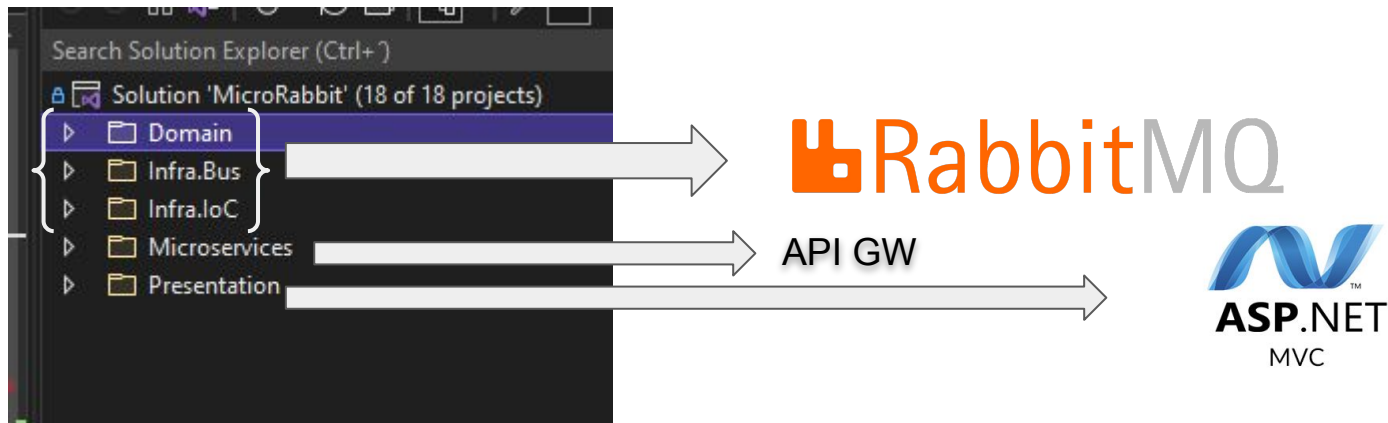 Search Solution Explorer (Ctrl+´)
Solution 'MicroRabbit' (18 of 18 projects)
Domain
Infra.Bus
Infra.IoC
Microservices
Presentation
RabbitMQ
API GW
TM
ASP.NET
MVC